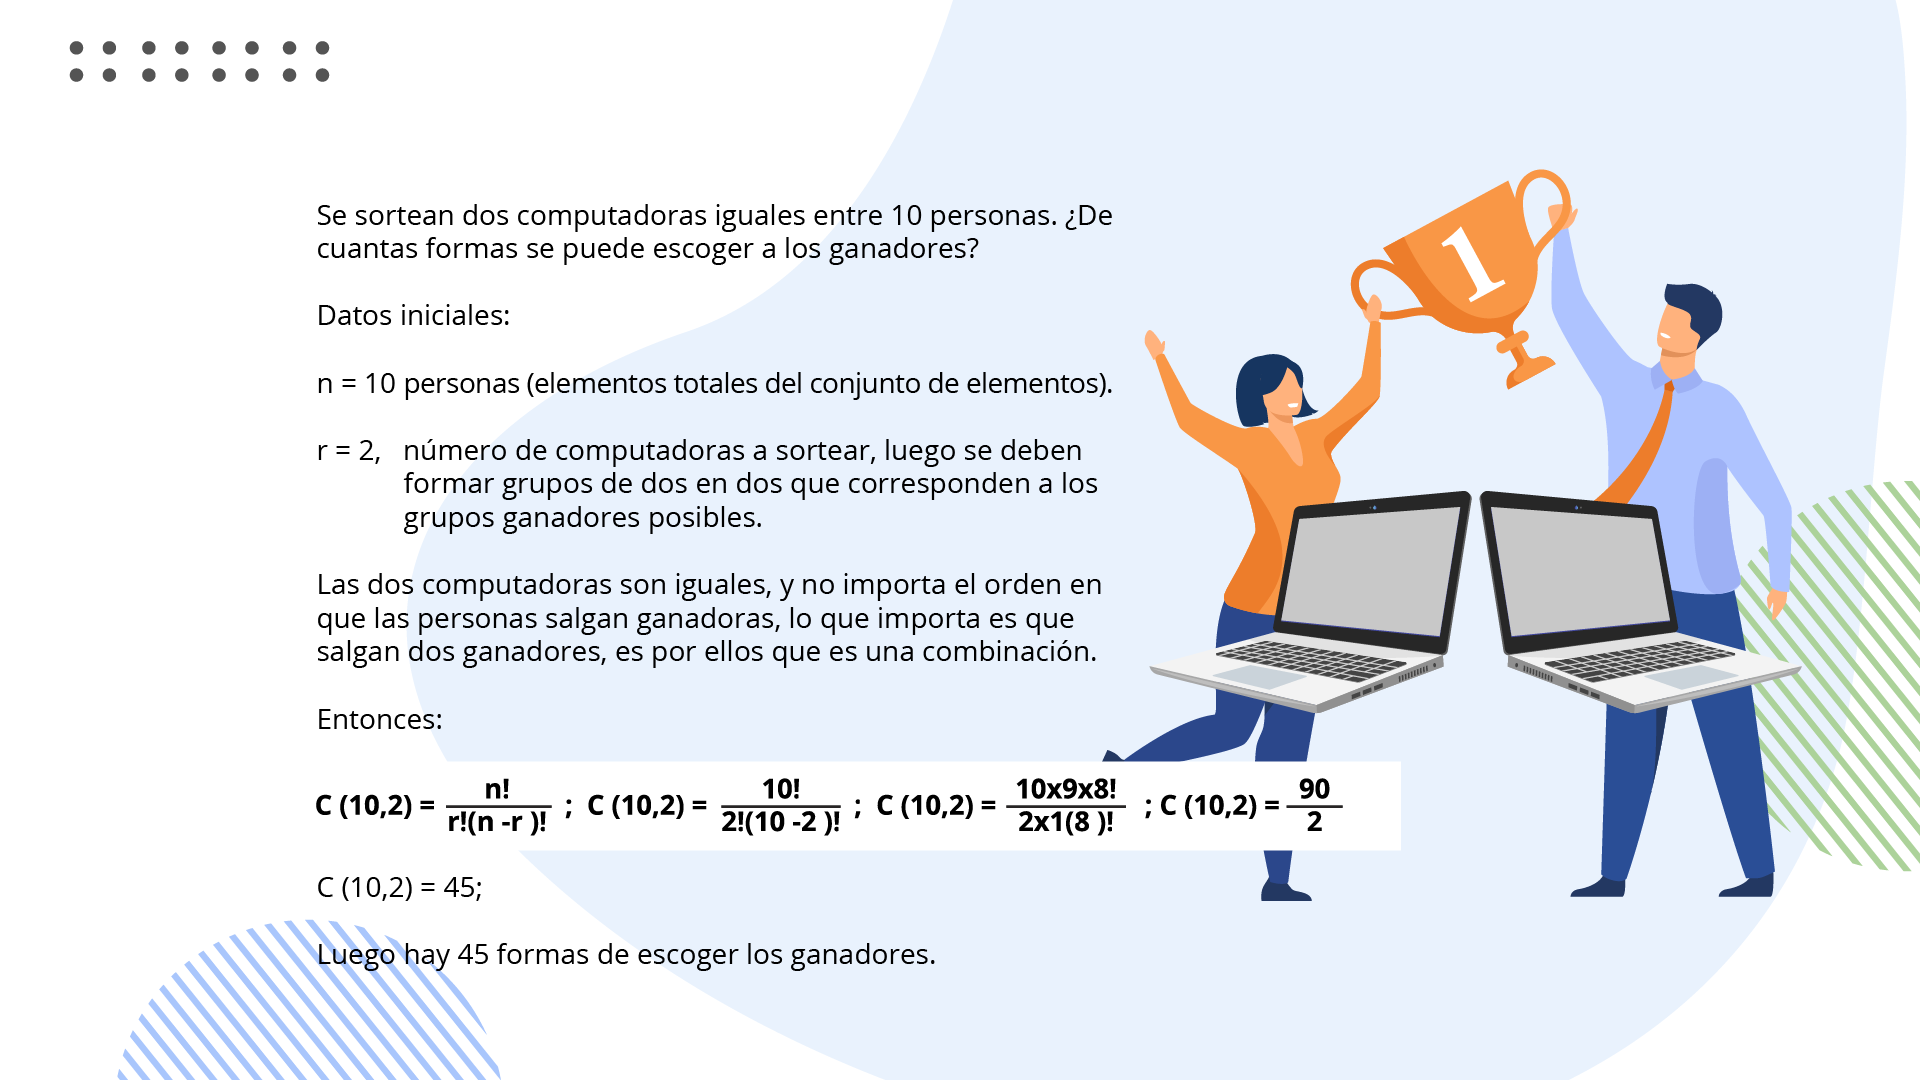 1
Se sortean dos computadoras iguales entre 10 personas. ¿De
cuantas formas se puede escoger a los ganadores?
Datos iniciales:
n = 10 personas (elementos totales del conjunto de elementos).
r = 2, número de computadoras a sortear, luego se deben
formar grupos de dos en dos que corresponden a los
grupos ganadores posibles.
Las dos computadoras son iguales, y no importa el orden en
que las personas salgan ganadoras, lo que importa es que
salgan dos ganadores, es por ellos que es una combinación.
Entonces:
C (10,2) = n! / r!(n -r )! ; C (10,2) = 10! / 2!(10 -2 )! ; C (10,2) = 10x9x8! / 2x1(8 )! ; C (10,2) = 90 / 2
C (10,2) = 45;
Luego hay 45 formas de escoger los ganadores.